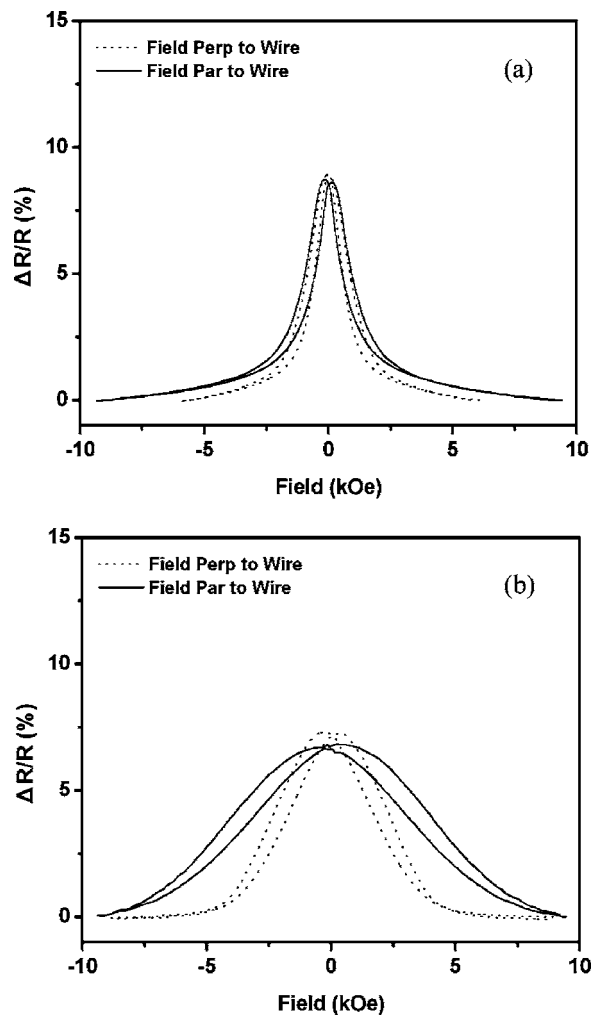 15
Field Perp to Wire
Field Par to Wire
(a)
10
ΔR/R (%)
5
0
-10 -5 0 5 10
Field (kOe)
15
Field Perp to Wire
Field Par to Wire
(b)
10
ΔR/R (%)
5
0
-10 -5 0 5 10
Field (kOe)